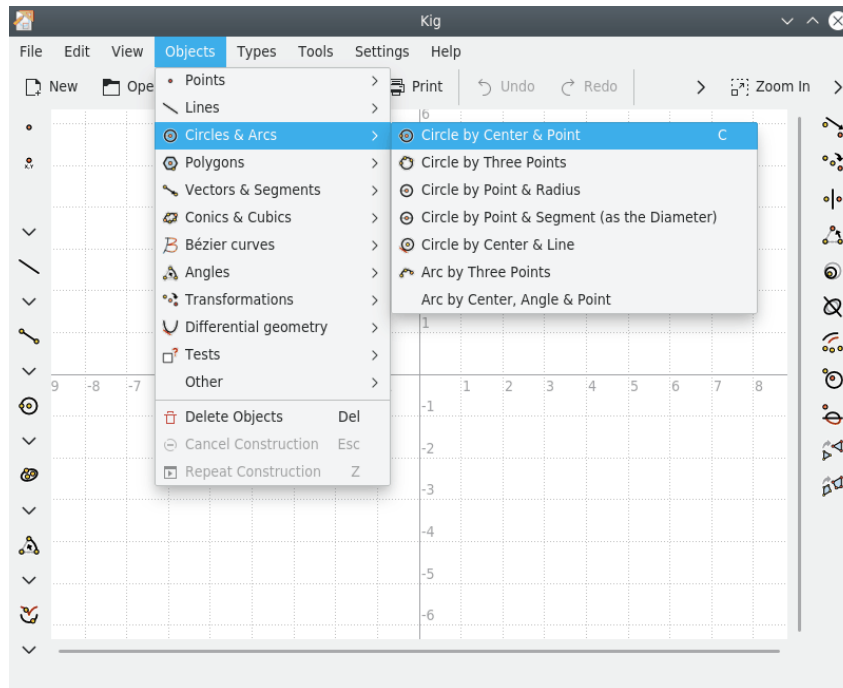 Kig
File Edit View Objects Types Tools Settings Help
New Ope Print Undo Redo Zoom In
Points
Lines
Circles & Arcs
Polygons
Vectors & Segments
Conics & Cubics
Bézier curves
Angles
Transformations
Differential geometry
Tests
Other
Delete Objects Del
Cancel Construction Esc
Repeat Construction Z
Circle by Center & Point C
Circle by Three Points
Circle by Point & Radius
Circle by Point & Segment (as the Diameter)
Circle by Center & Line
Arc by Three Points
Arc by Center, Angle & Point
X,Y
6
1
9 -8 -7 1 2 3 4 5 6 7 8
-1
-2
-3
-4
-5
-6